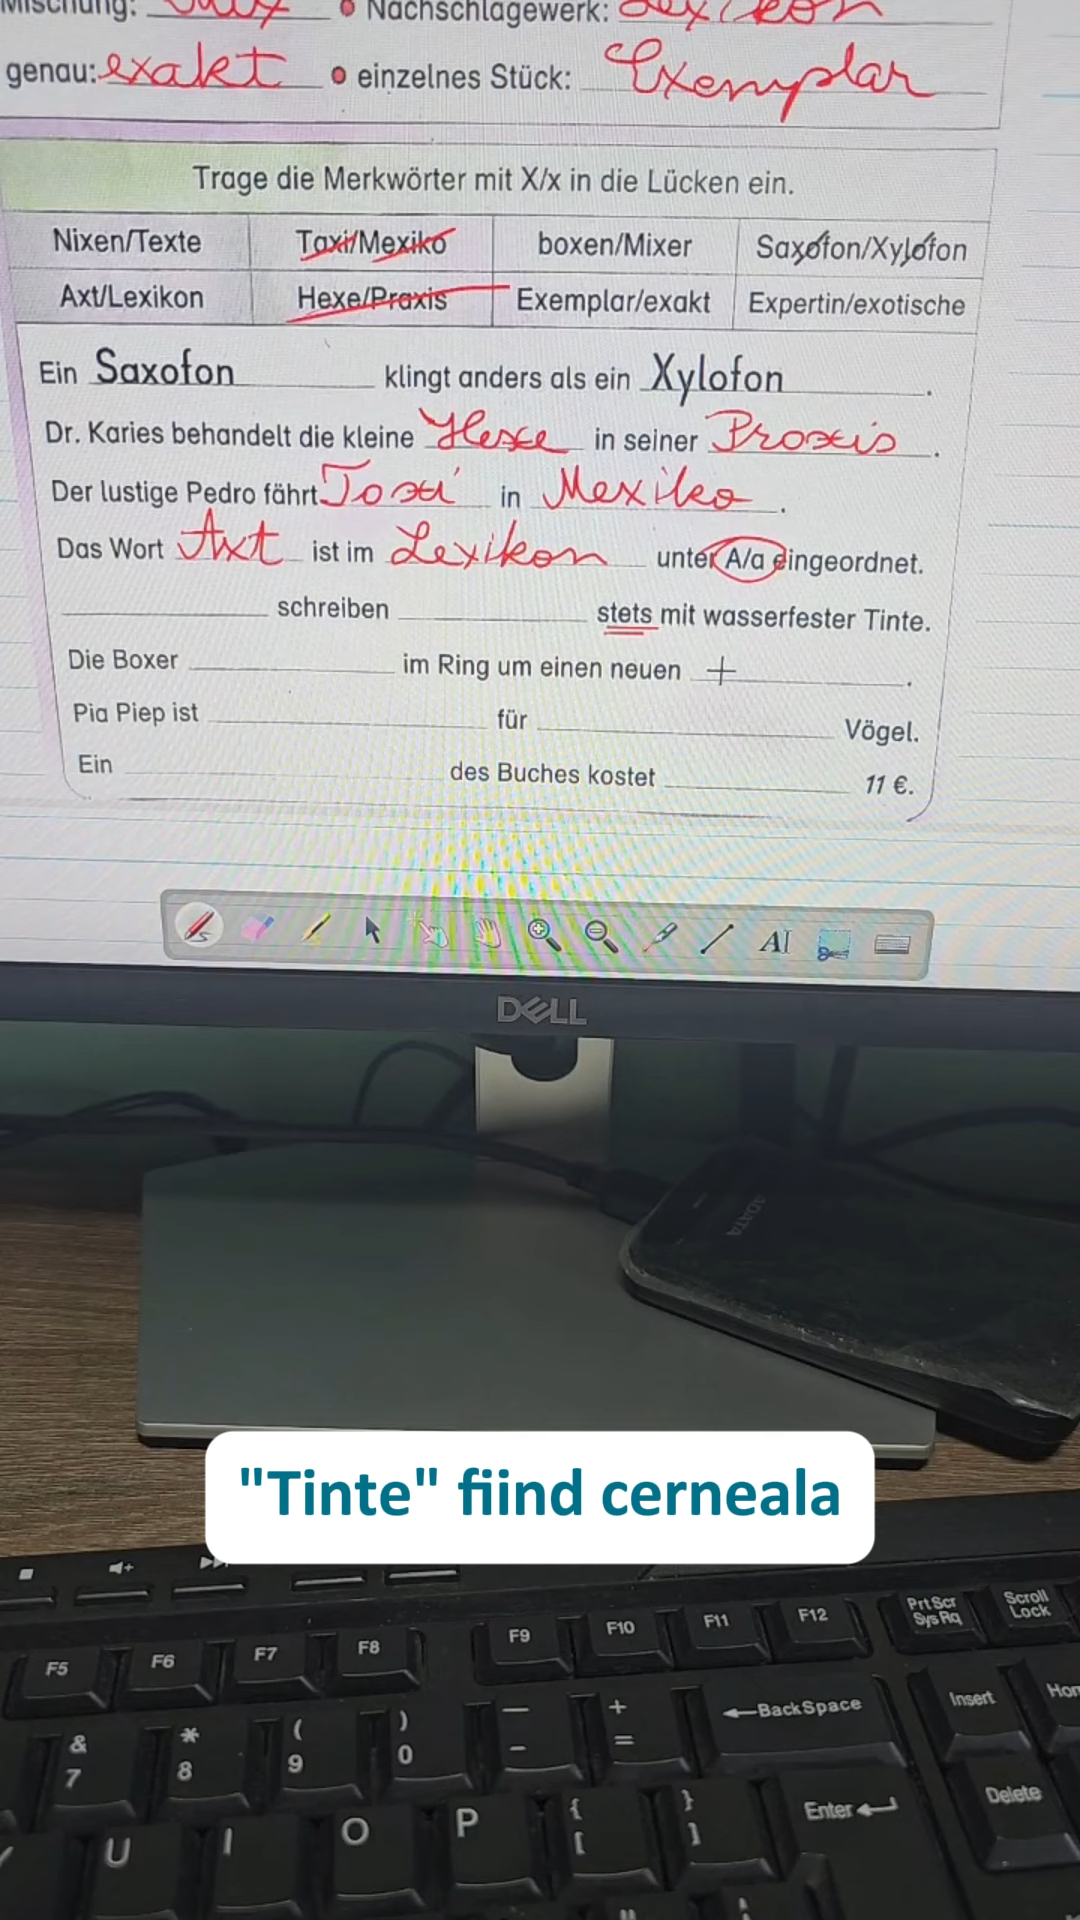 Mischung: Mix • Nachschlagewerk: Lexikon
genau: exakt • einzelnes Stück: Exemplar
Trage die Merkwörter mit X/x in die Lücken ein.
Nixen/Texte Taxi/Mexiko boxen/Mixer Saxofon/Xylofon
Axt/Lexikon Hexe/Praxis Exemplar/exakt Expertin/exotische
Ein Saxofon klingt anders als ein Xylofon.
Dr. Karies behandelt die kleine Hexe in seiner Praxis.
Der lustige Pedro fährt Taxi in Mexiko.
Das Wort Axt ist im Lexikon unter A/a eingeordnet.
schreiben stets mit wasserfester Tinte.
Die Boxer im Ring um einen neuen .
Pia Piep ist für Vögel.
Ein des Buches kostet 11 €.
AI
DELL
ADATA
"Tinte" fiind cerneala
F5 F6 F7 F8 F9 F10 F11 F12 PrtScr SysRq Scroll Lock
& 7 * 8 ( 9 ) 0 — - + = ←BackSpace Insert Hom
U I O P { [ } ] Enter Delete